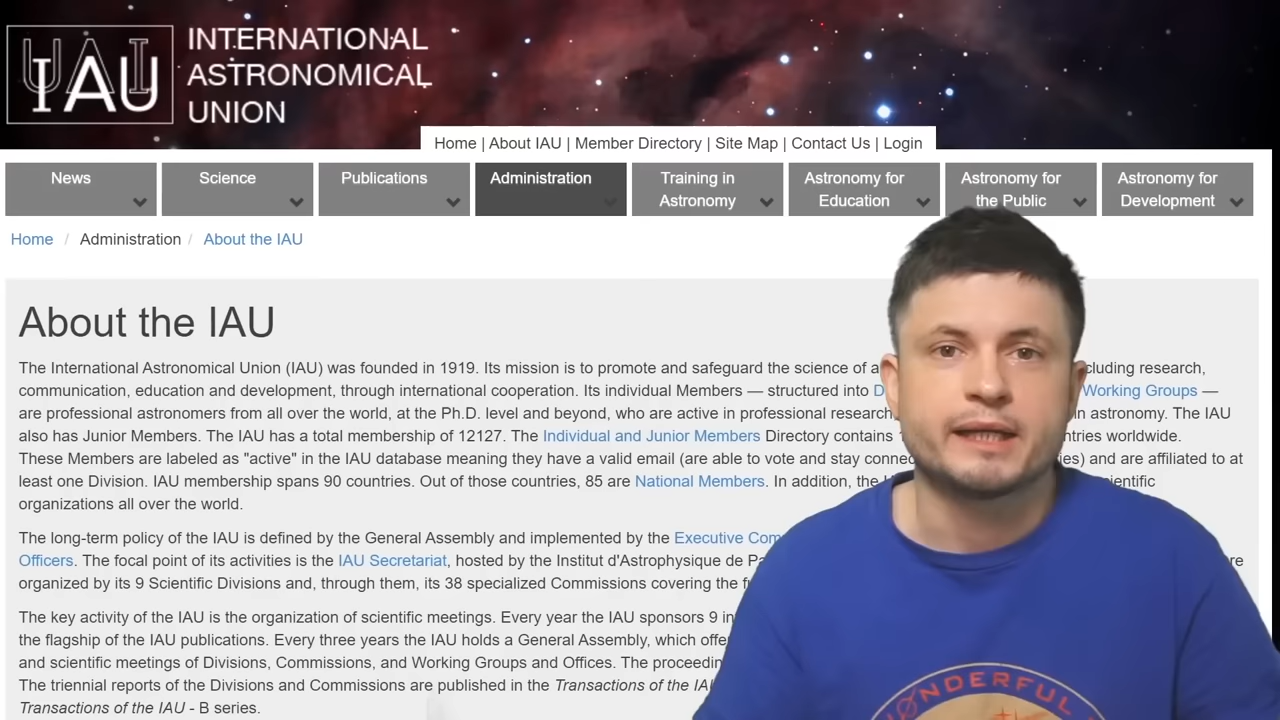 IAU
INTERNATIONAL
ASTRONOMICAL
UNION
Home | About IAU | Member Directory | Site Map | Contact Us | Login
News
Science
Publications
Administration
Training in
Astronomy
Astronomy for
Education
Astronomy for
the Public
Astronomy for
Development
Home / Administration / About the IAU
About the IAU
The International Astronomical Union (IAU) was founded in 1919. Its mission is to promote and safeguard the science of a cluding research,
communication, education and development, through international cooperation. Its individual Members — structured into D Working Groups —
are professional astronomers from all over the world, at the Ph.D. level and beyond, who are active in professional research, in astronomy. The IAU
also has Junior Members. The IAU has a total membership of 12127. The Individual and Junior Members Directory contains ntries worldwide.
These Members are labeled as "active" in the IAU database meaning they have a valid email (are able to vote and stay connec ies) and are affiliated to at
least one Division. IAU membership spans 90 countries. Out of those countries, 85 are National Members. In addition, the cientific
organizations all over the world.
The long-term policy of the IAU is defined by the General Assembly and implemented by the Executive Com
Officers. The focal point of its activities is the IAU Secretariat, hosted by the Institut d'Astrophysique de Pa re
organized by its 9 Scientific Divisions and, through them, its 38 specialized Commissions covering the fu
The key activity of the IAU is the organization of scientific meetings. Every year the IAU sponsors 9 in
the flagship of the IAU publications. Every three years the IAU holds a General Assembly, which offe
and scientific meetings of Divisions, Commissions, and Working Groups and Offices. The proceedin
The triennial reports of the Divisions and Commissions are published in the Transactions of the IA
Transactions of the IAU - B series.
WONDERFUL